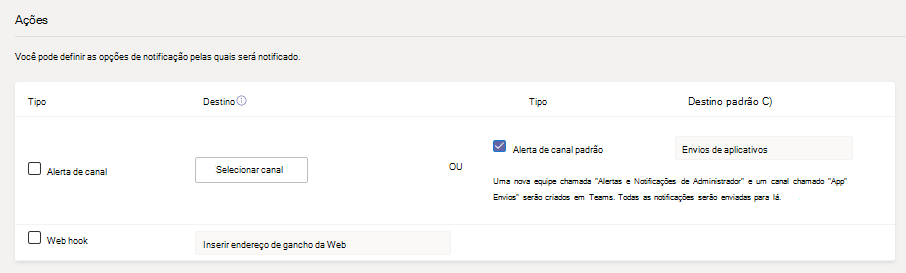 Ações
Você pode definir as opções de notificação pelas quais será notificado.
Tipo Destino Tipo Destino padrão C)
Alerta de canal Selecionar canal OU Alerta de canal padrão Envios de aplicativos
Uma nova equipe chamada "Alertas e Notificações de Administrador" e um canal chamado "App"
Envios" serão criados em Teams. Todas as notificações serão enviadas para lá.
Web hook Inserir endereço de gancho da Web